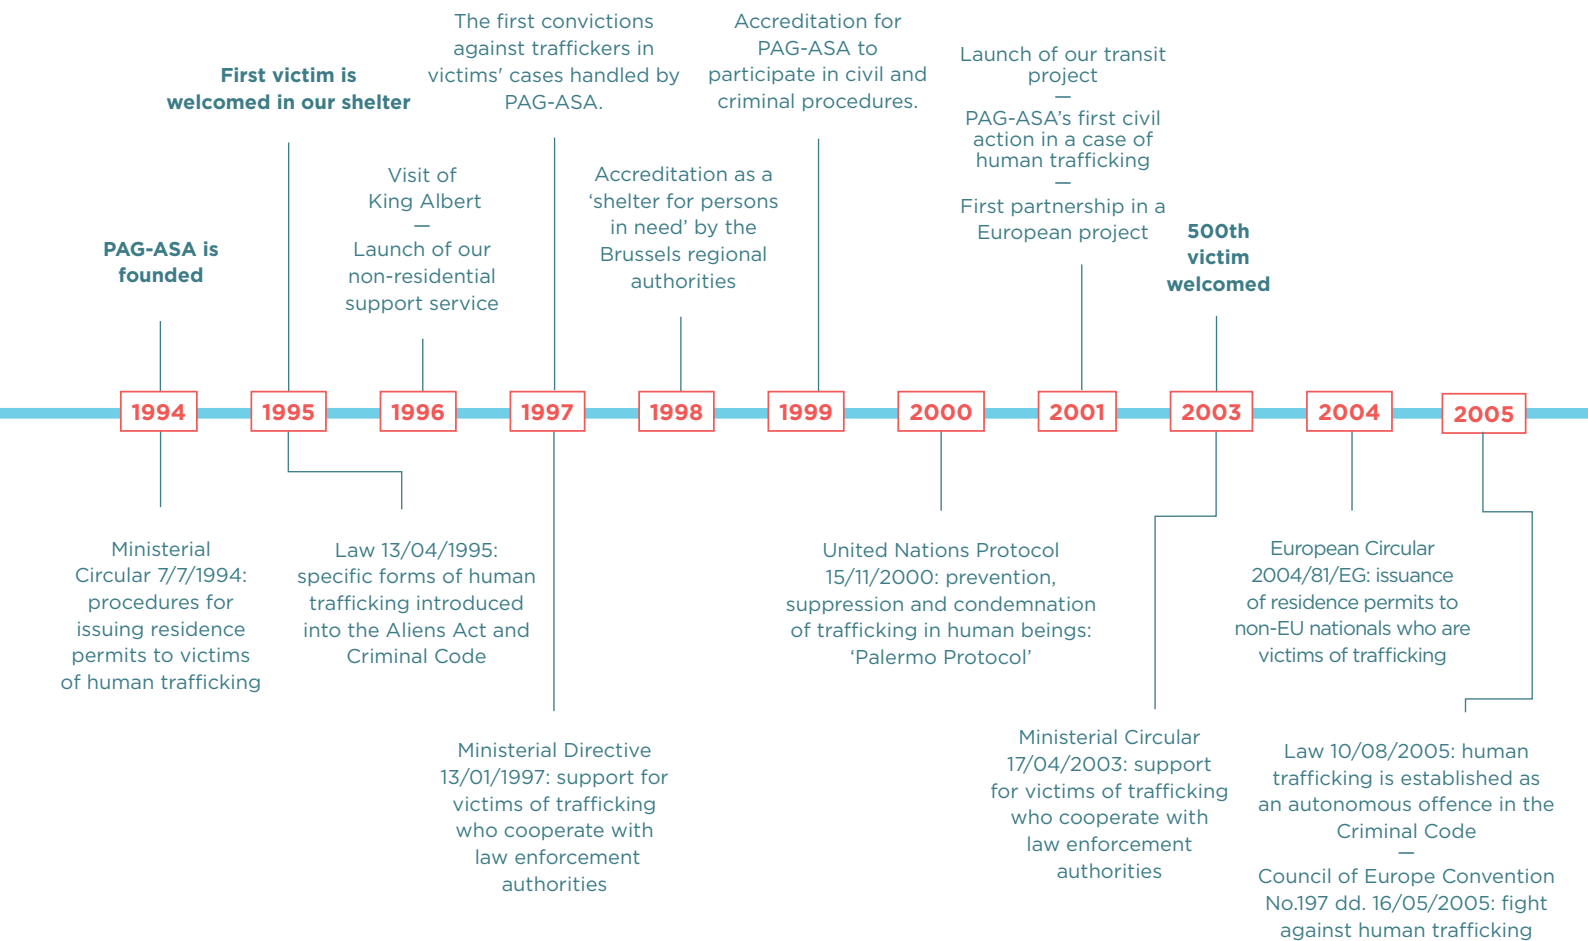 First victim is
welcomed in our shelter
The first convictions
against traffickers in
victims' cases handled by
PAG-ASA.
Accreditation for
PAG-ASA to
participate in civil and
criminal procedures.
Launch of our transit
project
—
PAG-ASA’s first civil
action in a case of
human trafficking
—
First partnership in a
European project
PAG-ASA is
founded
Visit of
King Albert
—
Launch of our
non-residential
support service
Accreditation as a
‘shelter for persons
in need’ by the
Brussels regional
authorities
500th
victim
welcomed
1994
1995
1996
1997
1998
1999
2000
2001
2003
2004
2005
Ministerial
Circular 7/7/1994:
procedures for
issuing residence
permits to victims
of human trafficking
Law 13/04/1995:
specific forms of human
trafficking introduced
into the Aliens Act and
Criminal Code
Ministerial Directive
13/01/1997: support for
victims of trafficking
who cooperate with
law enforcement
authorities
United Nations Protocol
15/11/2000: prevention,
suppression and condemnation
of trafficking in human beings:
‘Palermo Protocol’
Ministerial Circular
17/04/2003: support
for victims of trafficking
who cooperate with
law enforcement
authorities
European Circular
2004/81/EG: issuance
of residence permits to
non-EU nationals who are
victims of trafficking
Law 10/08/2005: human
trafficking is established as
an autonomous offence in the
Criminal Code
—
Council of Europe Convention
No.197 dd. 16/05/2005: fight
against human trafficking